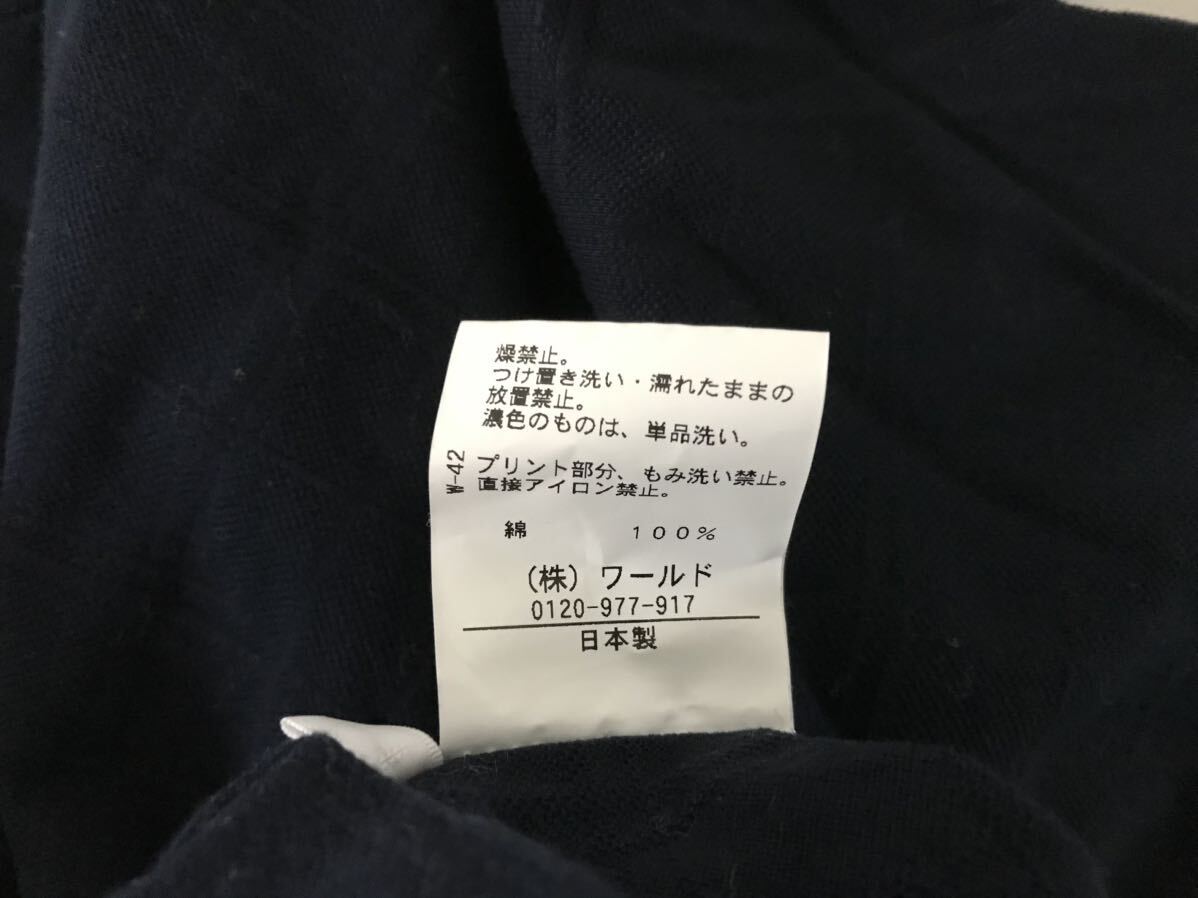 燥禁止。
つけ置き洗い・濡れたままの
放置禁止。
濃色のものは、単品洗い。
W-42
プリント部分、もみ洗い禁止。
直接アイロン禁止。
綿 100%
(株)ワールド
0120-977-917
日本製